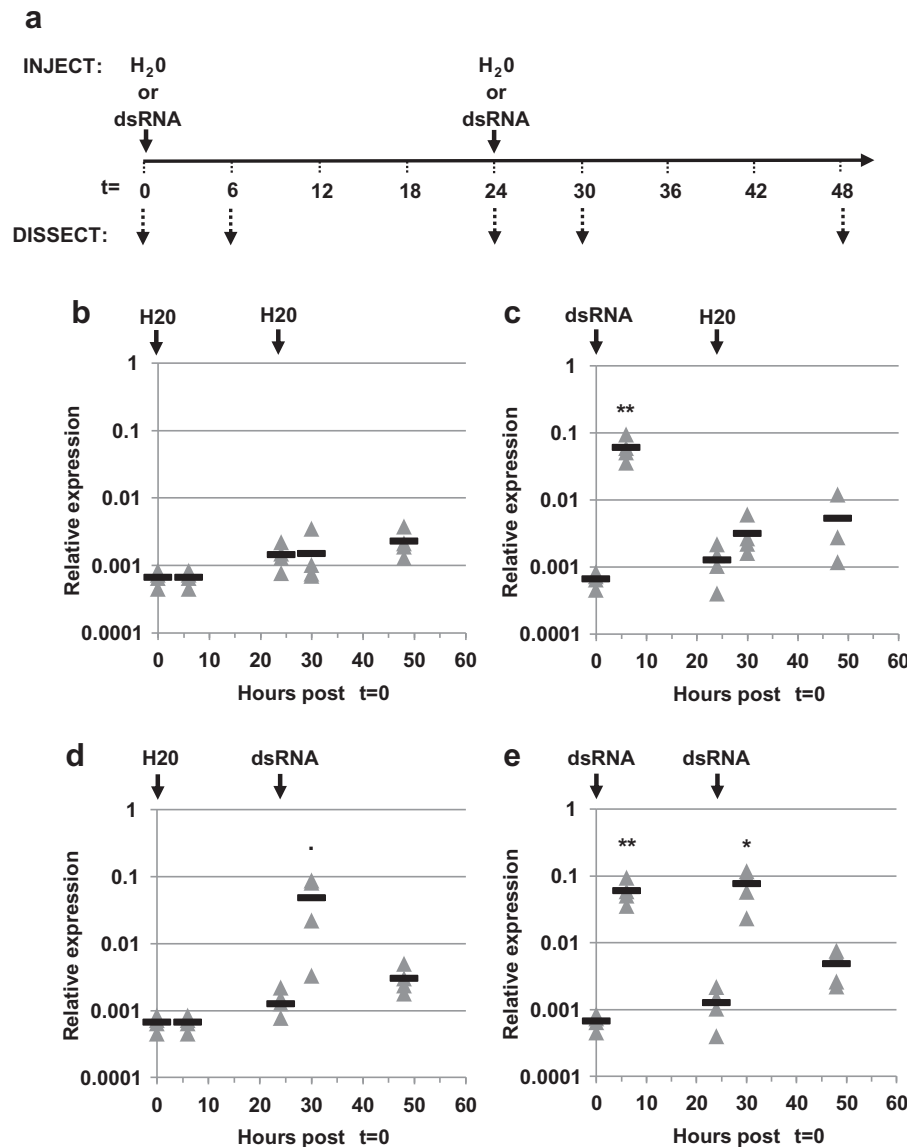 a
INJECT: H₂0 H₂0
or or
dsRNA dsRNA
t= 0 6 12 18 24 30 36 42 48
DISSECT:
b
H20 H20
1
0.1
0.01
0.001
0.0001
Relative expression
0 10 20 30 40 50 60
Hours post t=0
c
dsRNA H20
1
**
0.1
0.01
0.001
0.0001
Relative expression
0 10 20 30 40 50 60
Hours post t=0
d
H20 dsRNA
1
.
0.1
0.01
0.001
0.0001
Relative expression
0 10 20 30 40 50 60
Hours post t=0
e
dsRNA dsRNA
1
** *
0.1
0.01
0.001
0.0001
Relative expression
0 10 20 30 40 50 60
Hours post t=0